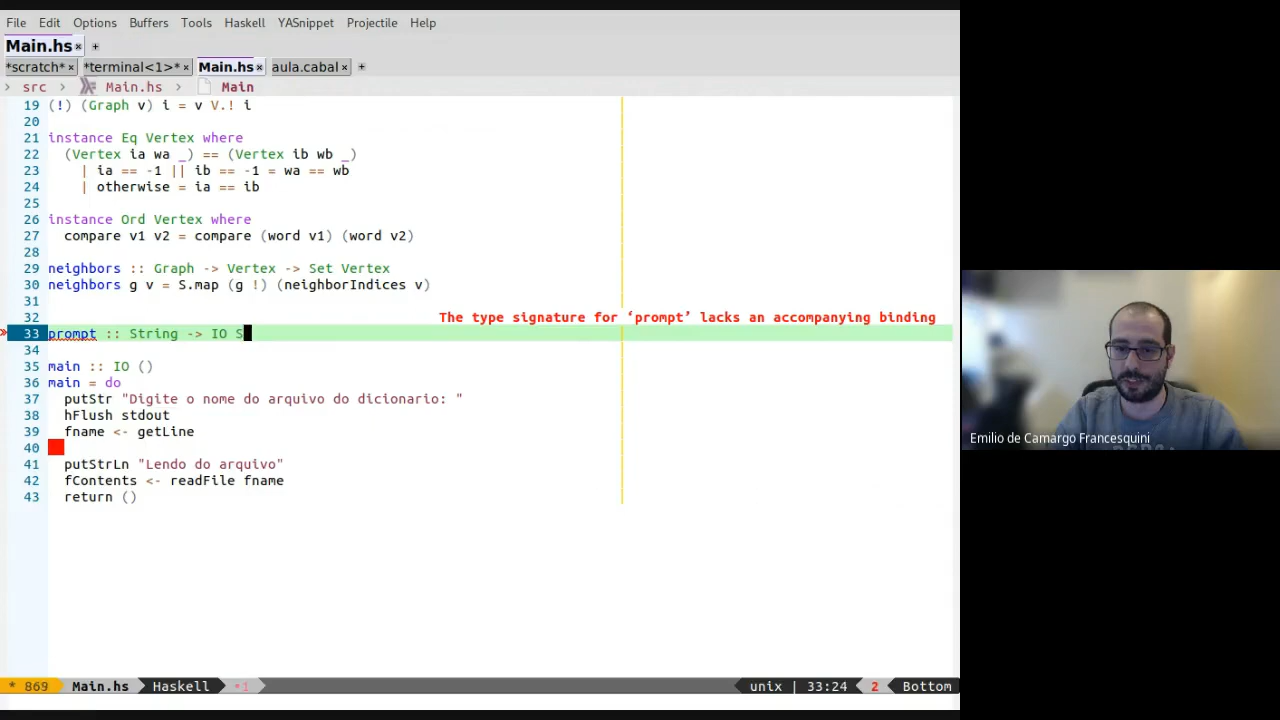 File Edit Options Buffers Tools Haskell YASnippet Projectile Help
Main.hs × +
*scratch* × *terminal<1>* × Main.hs × aula.cabal × +
> src > Main.hs > Main
19 (!) (Graph v) i = v V.! i
20
21 instance Eq Vertex where
22 (Vertex ia wa _) == (Vertex ib wb _)
23 | ia == -1 || ib == -1 = wa == wb
24 | otherwise = ia == ib
25
26 instance Ord Vertex where
27 compare v1 v2 = compare (word v1) (word v2)
28
29 neighbors :: Graph -> Vertex -> Set Vertex
30 neighbors g v = S.map (g !) (neighborIndices v)
31
32 The type signature for ‘prompt’ lacks an accompanying binding
» 33 prompt :: String -> IO S
34
35 main :: IO ()
36 main = do
37 putStr "Digite o nome do arquivo do dicionario: "
38 hFlush stdout
39 fname <- getLine
40
41 putStrLn "Lendo do arquivo"
42 fContents <- readFile fname
43 return ()
Emilio de Camargo Francesquini
* 869 Main.hs Haskell •1 unix | 33:24 2 Bottom